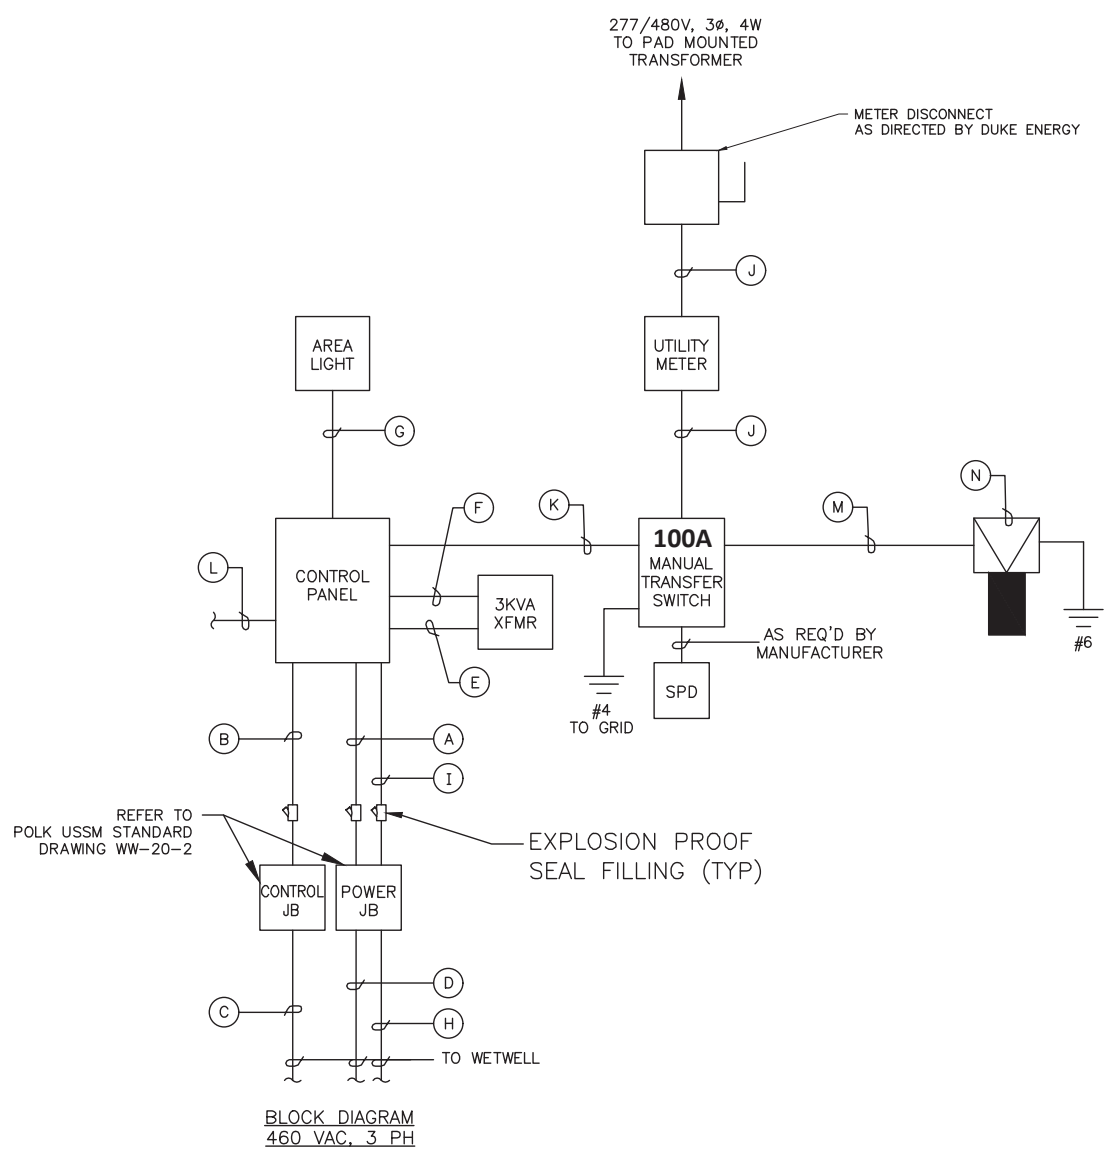 277/480V, 3ø, 4W
TO PAD MOUNTED
TRANSFORMER
METER DISCONNECT
AS DIRECTED BY DUKE ENERGY
J
AREA
LIGHT
UTILITY
METER
G
J
F
K
M
N
L
CONTROL
PANEL
3KVA
XFMR
100A
MANUAL
TRANSFER
SWITCH
E
AS REQ'D BY
MANUFACTURER
SPD
#4
TO GRID
#6
B
A
I
REFER TO
POLK USSM STANDARD
DRAWING WW-20-2
EXPLOSION PROOF
SEAL FILLING (TYP)
CONTROL
JB
POWER
JB
D
C
H
TO WETWELL
BLOCK DIAGRAM
460 VAC, 3 PH